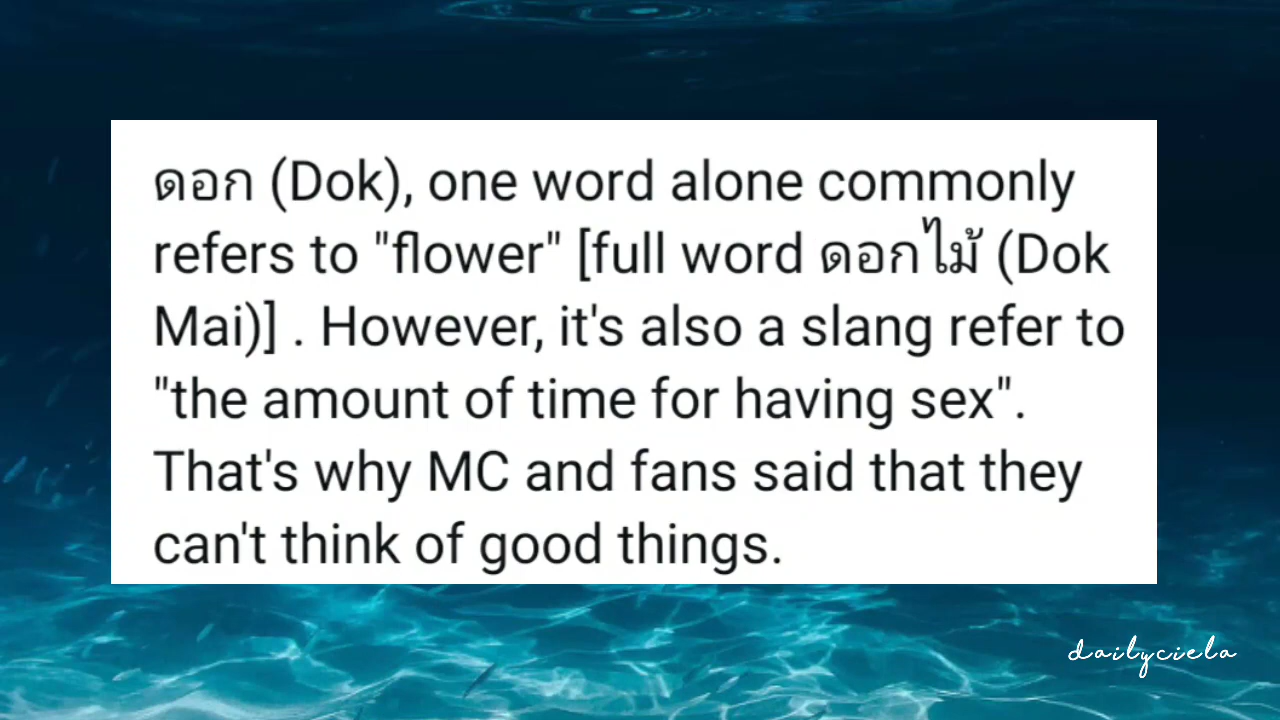 ดอก (Dok), one word alone commonly
refers to "flower" [full word ดอกไม้ (Dok
Mai)] . However, it's also a slang refer to
"the amount of time for having sex".
That's why MC and fans said that they
can't think of good things.
dailyciela